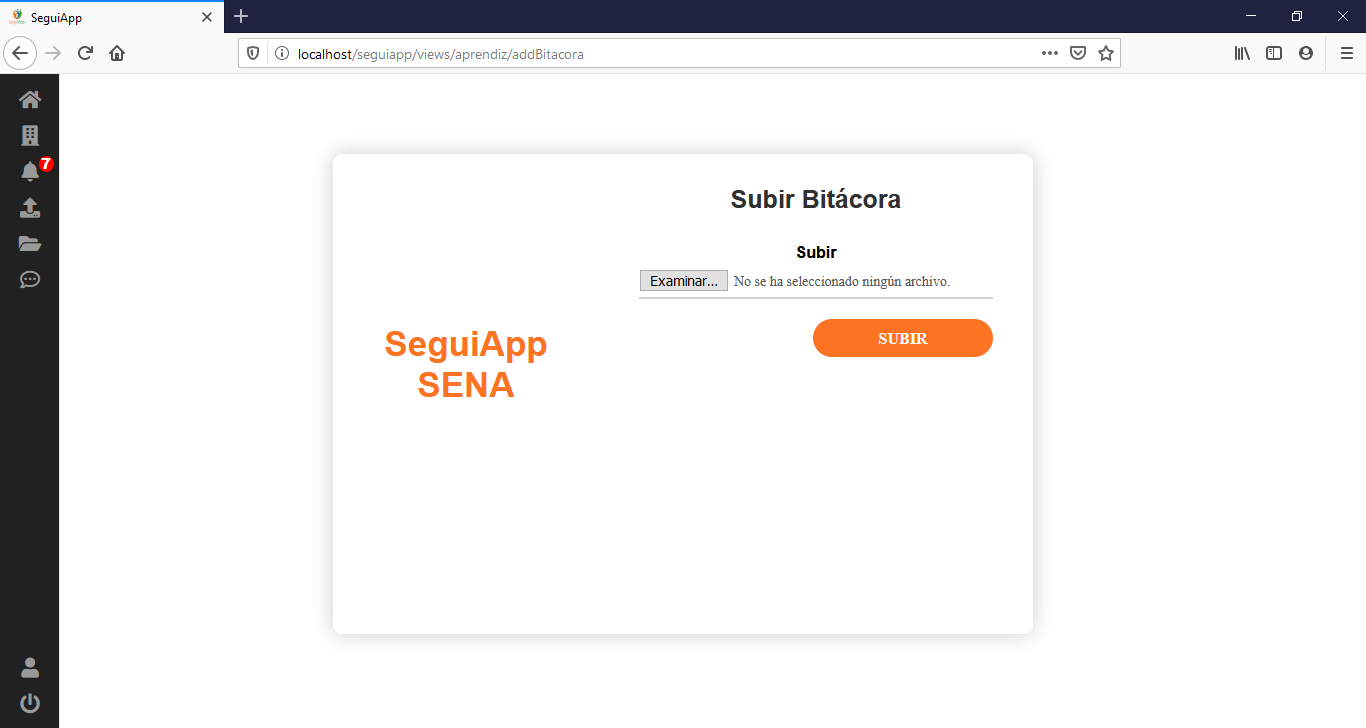 SeguiApp
localhost/seguiapp/views/aprendiz/addBitacora
7
Subir Bitácora
Subir
Examinar... No se ha seleccionado ningún archivo.
SUBIR
SeguiApp
SENA